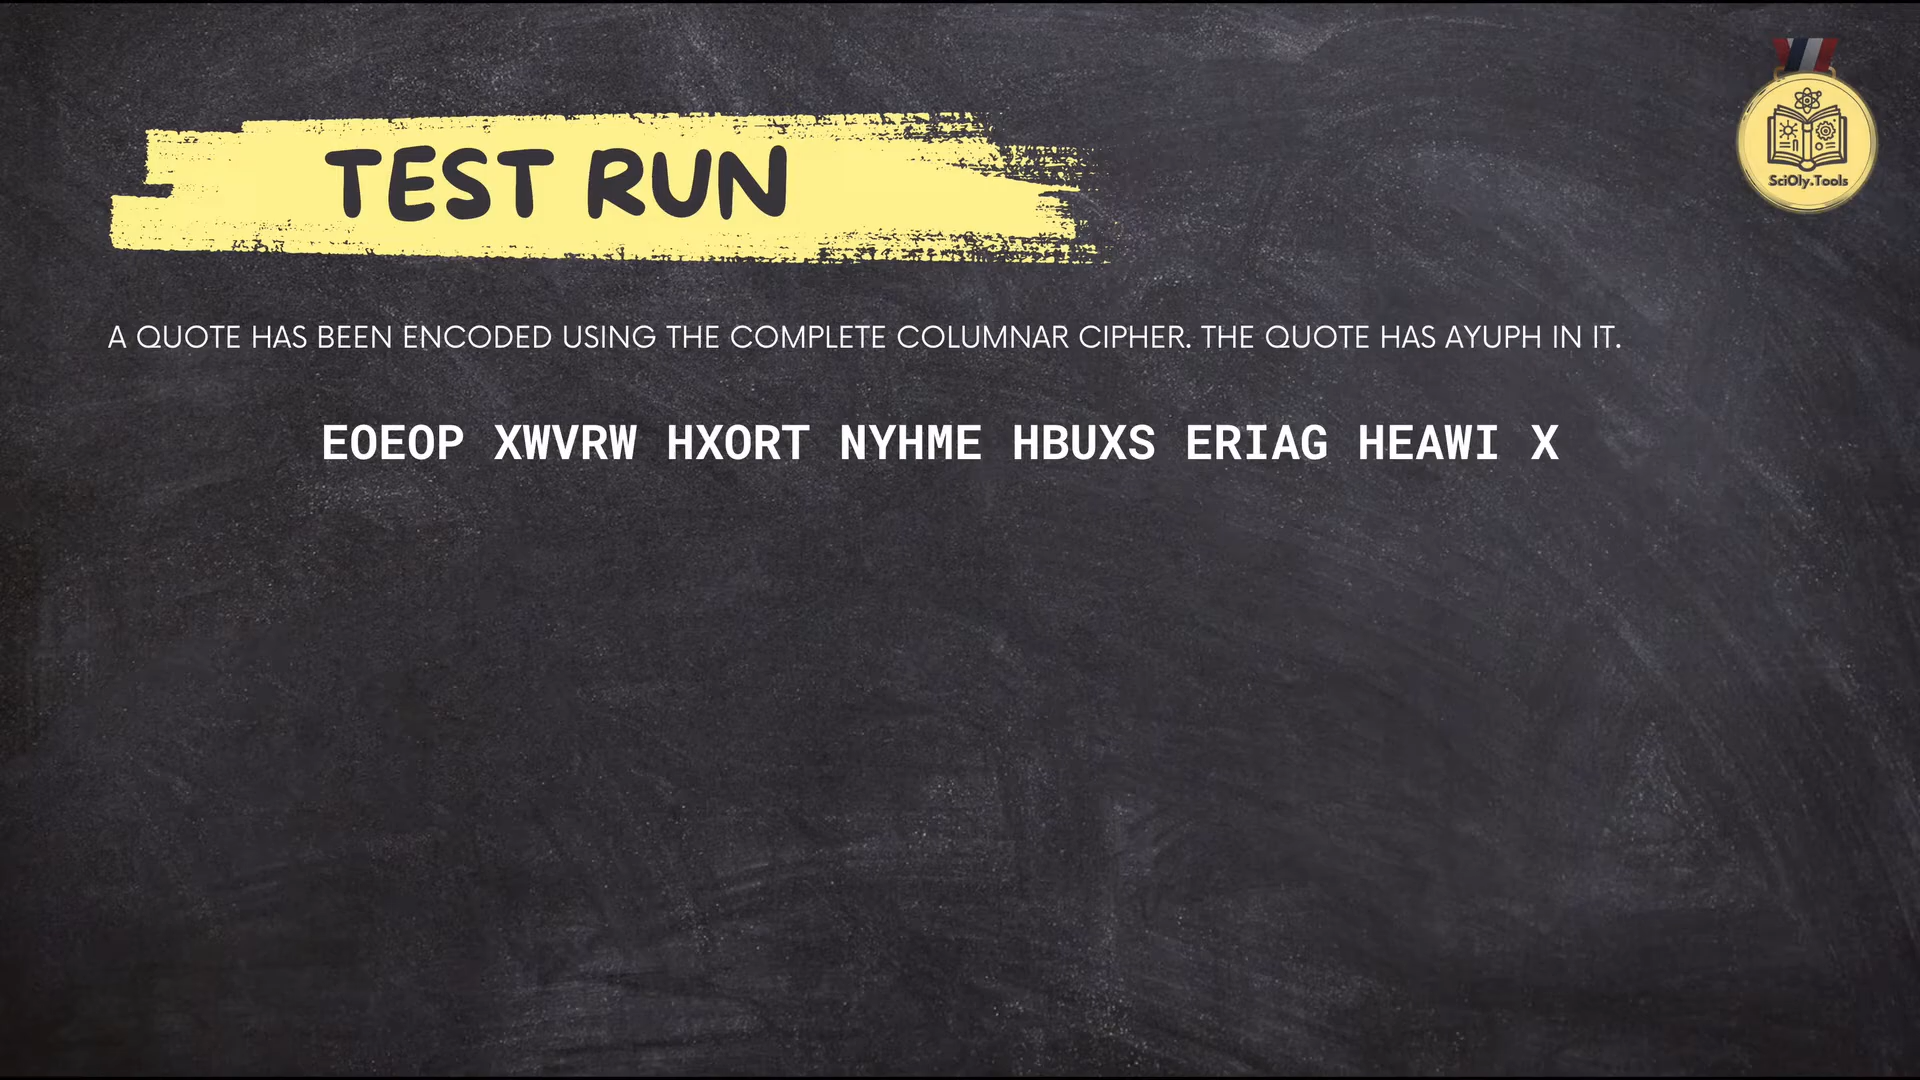 SciOly.Tools
TEST RUN
A QUOTE HAS BEEN ENCODED USING THE COMPLETE COLUMNAR CIPHER. THE QUOTE HAS AYUPH IN IT.
EOEOP XWVRW HXORT NYHME HBUXS ERIAG HEAWI X